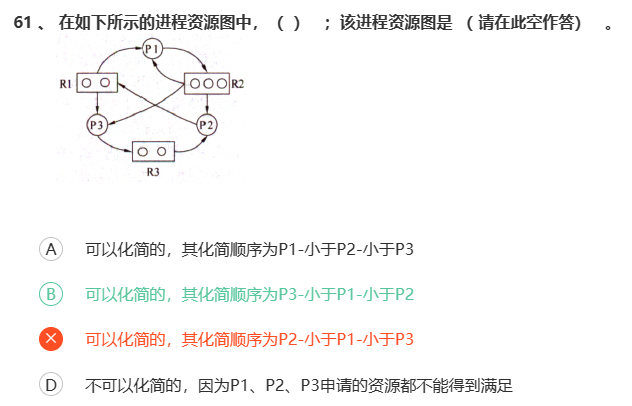 61 、 在如下所示的进程资源图中，（ ） ；该进程资源图是 （请在此空作答） 。
P1
R1
R2
P3
P2
R3
A 可以化简的，其化简顺序为P1-小于P2-小于P3
B 可以化简的，其化简顺序为P3-小于P1-小于P2
可以化简的，其化简顺序为P2-小于P1-小于P3
D 不可以化简的，因为P1、P2、P3申请的资源都不能得到满足